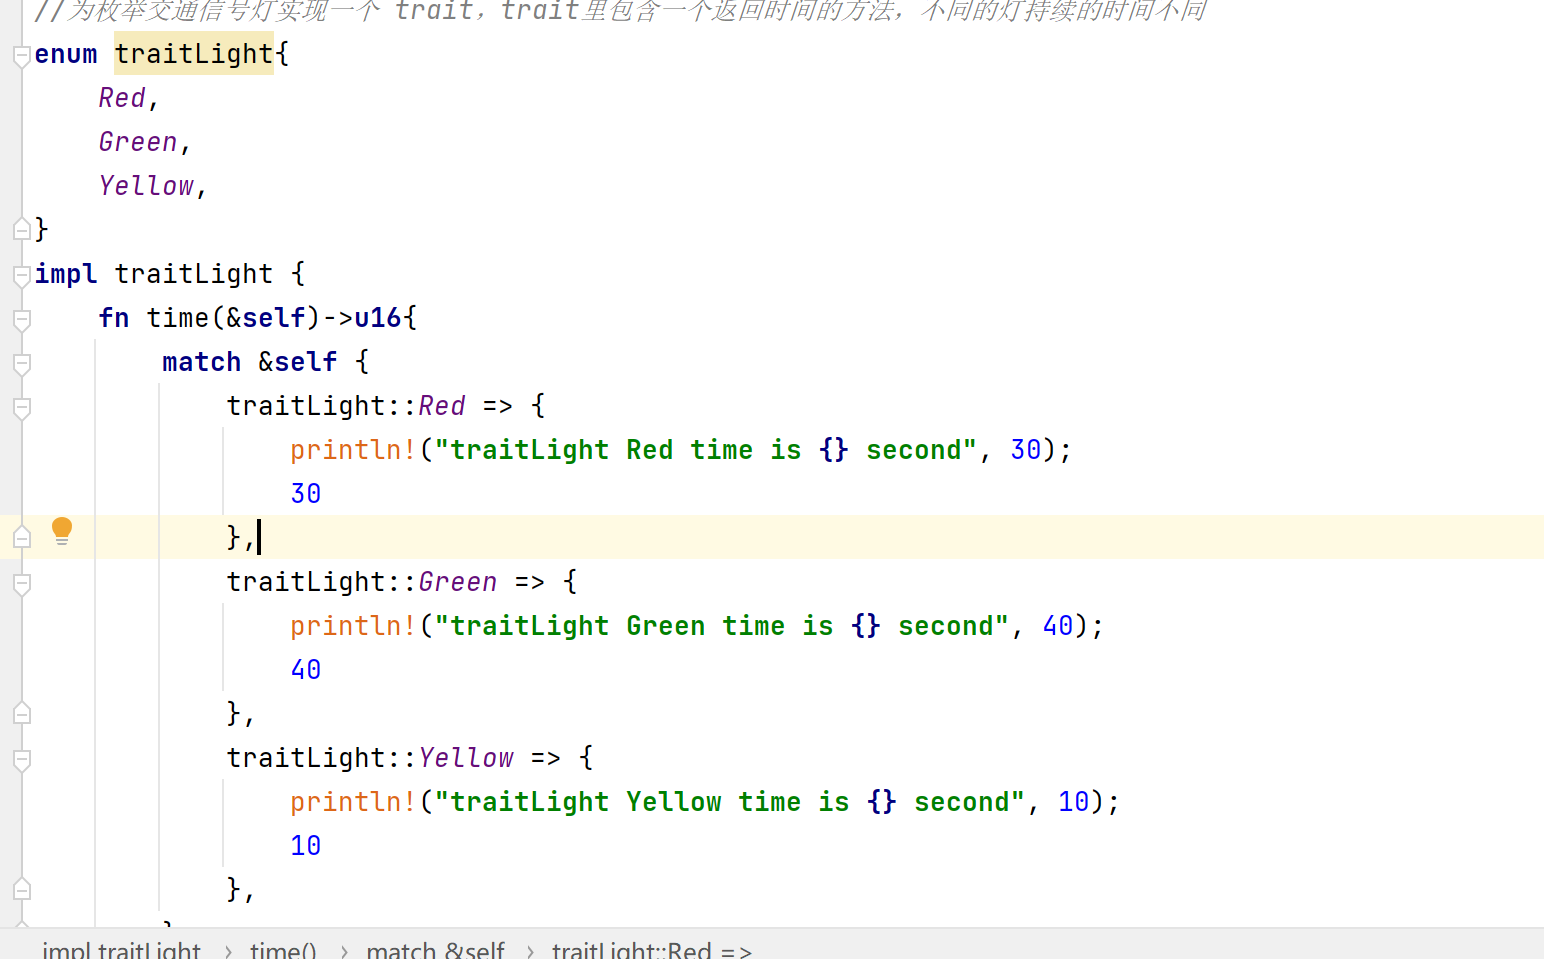 //为枚举交通信号灯实现一个 trait，trait里包含一个返回时间的方法，不同的灯持续的时间不同
enum traitLight{
    Red,
    Green,
    Yellow,
}
impl traitLight {
    fn time(&self)->u16{
        match &self {
            traitLight::Red => {
                println!("traitLight Red time is {} second", 30);
                30
            },
            traitLight::Green => {
                println!("traitLight Green time is {} second", 40);
                40
            },
            traitLight::Yellow => {
                println!("traitLight Yellow time is {} second", 10);
                10
            },
        }
impl traitLight › time() › match &self › traitLight::Red =>